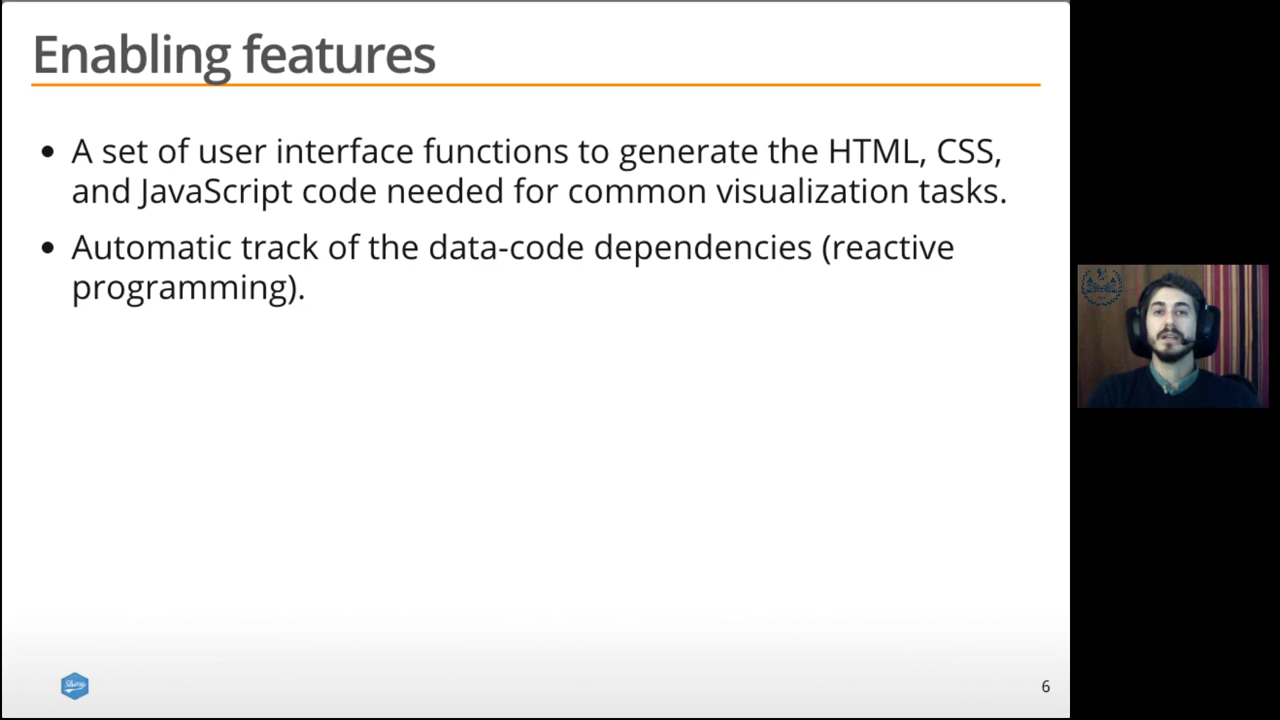 Enabling features
• A set of user interface functions to generate the HTML, CSS,
and JavaScript code needed for common visualization tasks.
• Automatic track of the data-code dependencies (reactive
programming).
Shiny
6